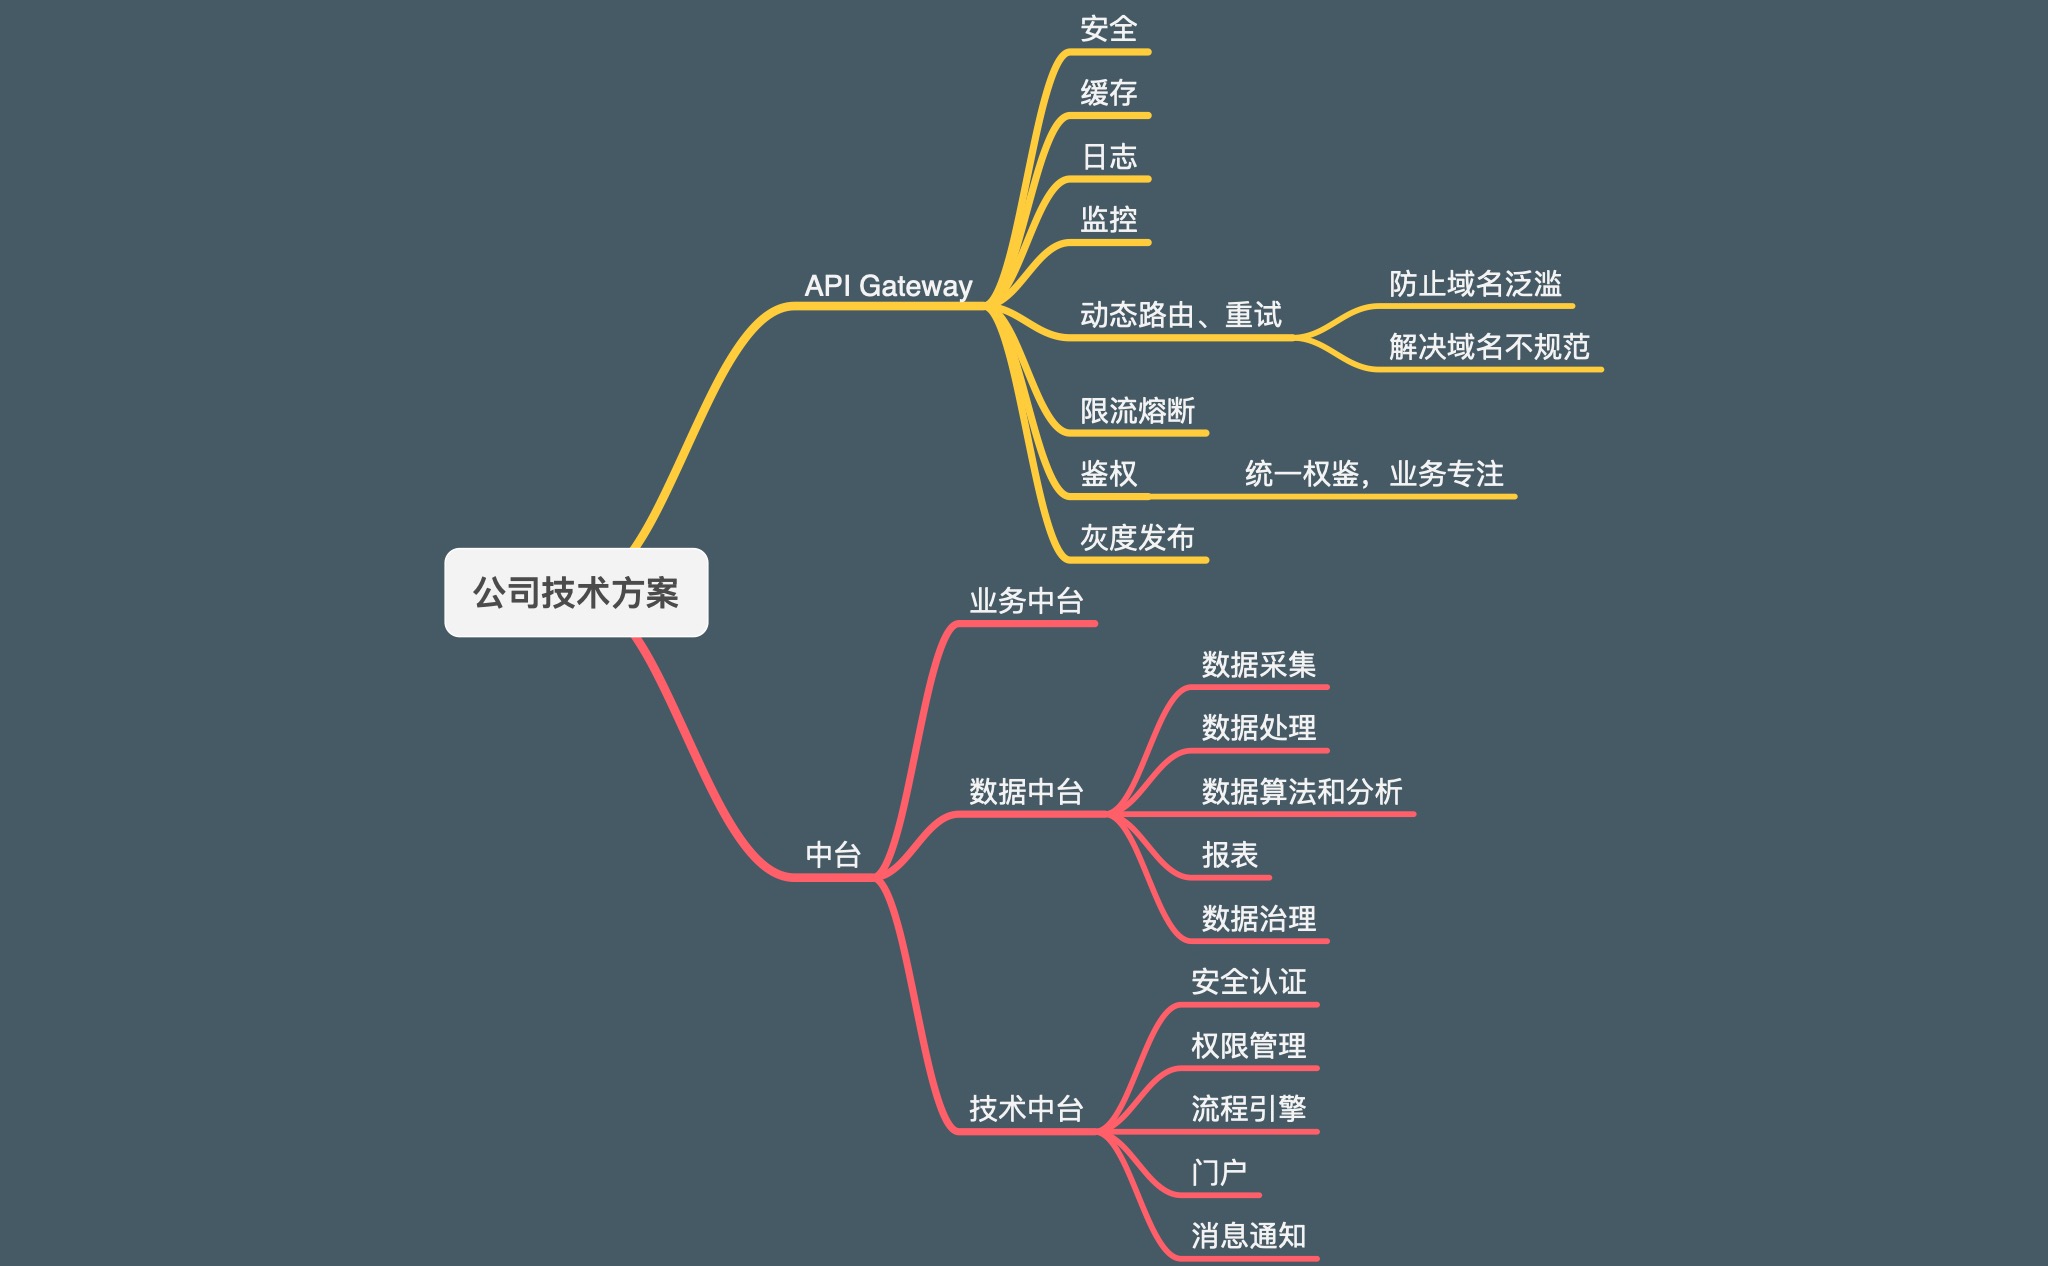 安全
缓存
日志
监控
API Gateway
动态路由、重试
防止域名泛滥
解决域名不规范
限流熔断
鉴权
统一权鉴，业务专注
灰度发布
公司技术方案
业务中台
数据采集
数据处理
数据中台
数据算法和分析
中台
报表
数据治理
安全认证
权限管理
技术中台
流程引擎
门户
消息通知